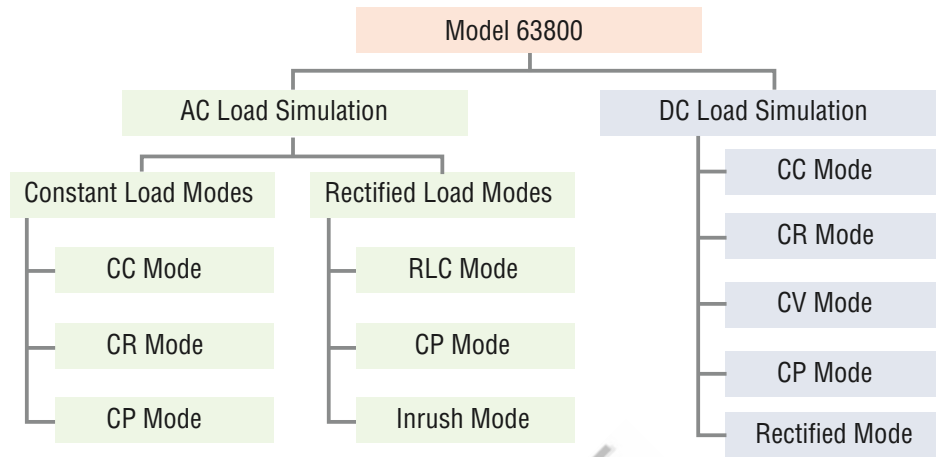 Model 63800
AC Load Simulation
DC Load Simulation
Constant Load Modes
Rectified Load Modes
CC Mode
CR Mode
CP Mode
RLC Mode
CP Mode
Inrush Mode
CC Mode
CR Mode
CV Mode
CP Mode
Rectified Mode